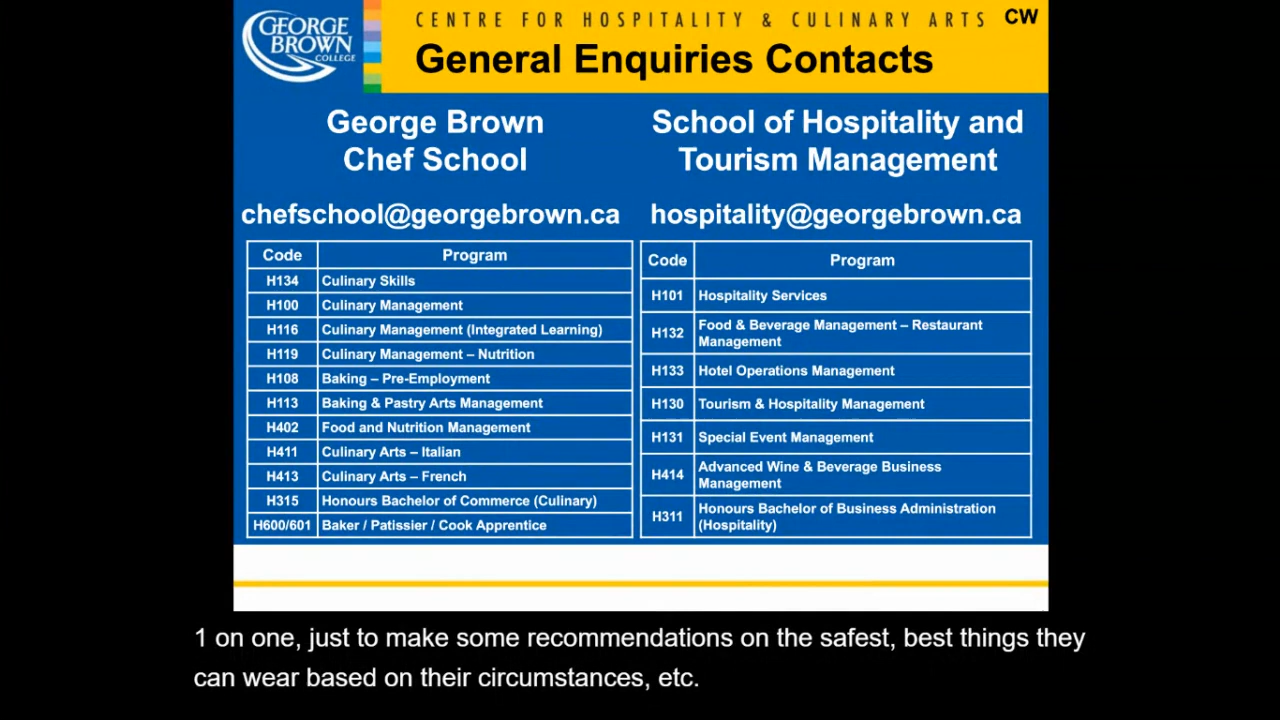 GEORGE
BROWN
COLLEGE
CENTRE FOR HOSPITALITY & CULINARY ARTS CW
General Enquiries Contacts
George Brown
Chef School
chefschool@georgebrown.ca
Code Program
H134 Culinary Skills
H100 Culinary Management
H116 Culinary Management (Integrated Learning)
H119 Culinary Management – Nutrition
H108 Baking – Pre-Employment
H113 Baking & Pastry Arts Management
H402 Food and Nutrition Management
H411 Culinary Arts – Italian
H413 Culinary Arts – French
H315 Honours Bachelor of Commerce (Culinary)
H600/601 Baker / Patissier / Cook Apprentice
School of Hospitality and
Tourism Management
hospitality@georgebrown.ca
Code Program
H101 Hospitality Services
H132 Food & Beverage Management – Restaurant
Management
H133 Hotel Operations Management
H130 Tourism & Hospitality Management
H131 Special Event Management
H414 Advanced Wine & Beverage Business
Management
H311 Honours Bachelor of Business Administration
(Hospitality)
1 on one, just to make some recommendations on the safest, best things they
can wear based on their circumstances, etc.